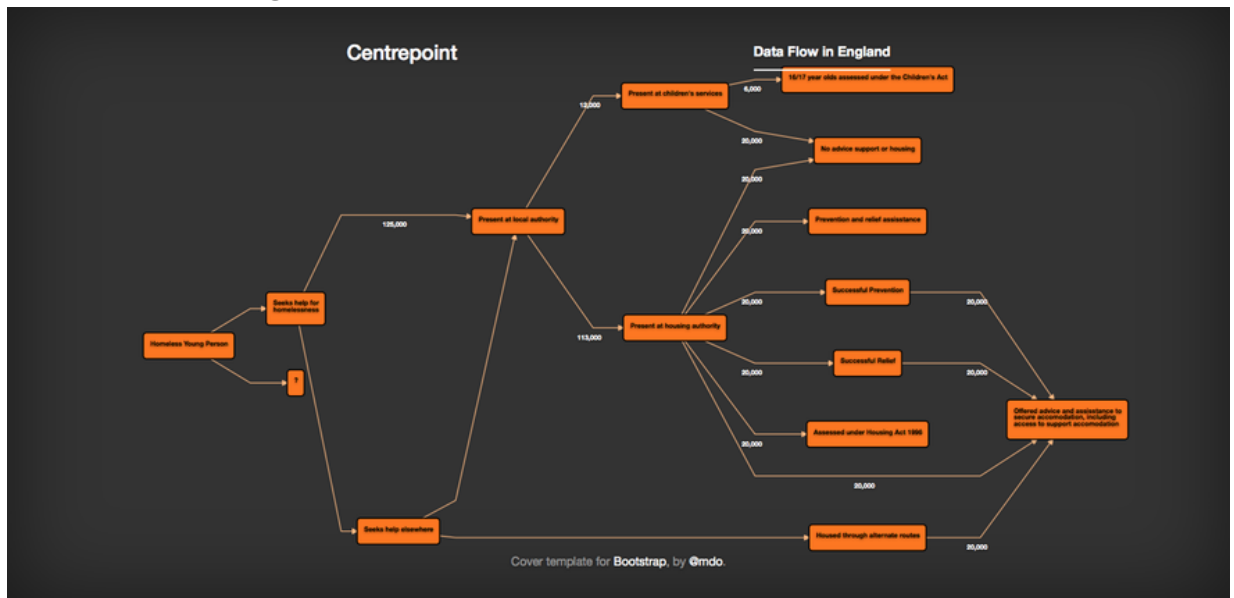 Centrepoint
Data Flow in England
16/17 year olds assessed under the Children's Act
6,000
Present at children's services
12,000
20,000
No advice support or housing
20,000
Present at local authority
125,000
Prevention and relief assisstance
20,000
Successful Prevention
20,000
20,000
Seeks help for
homelessness
Present at housing authority
113,000
Homeless Young Person
Successful Relief
20,000
20,000
?
Offered advice and assisstance to
secure accomodation, including
access to support accomodation
Assessed under Housing Act 1996
20,000
20,000
Seeks help elsewhere
Housed through alternate routes
20,000
Cover template for Bootstrap, by @mdo.